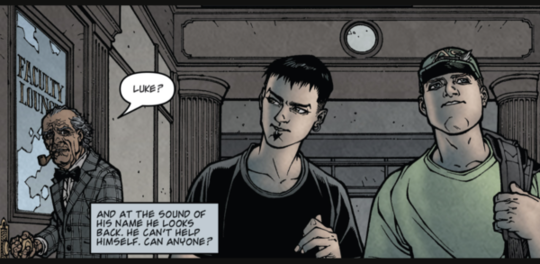 FACULTY
LOUNGE
LUKE?
AND AT THE SOUND OF
HIS NAME HE LOOKS
BACK. HE CAN'T HELP
HIMSELF. CAN ANYONE?